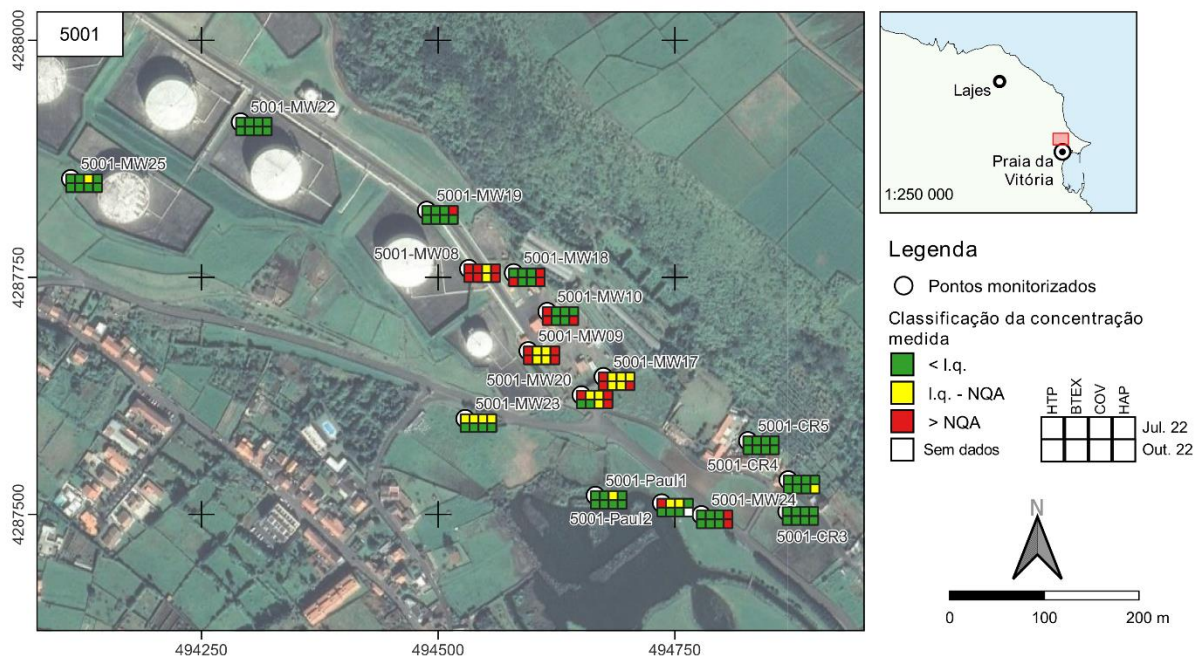 5001
4288000
4287750
4287500
494250
494500
494750
5001-MW22
5001-MW25
5001-MW19
5001-MW08
5001-MW18
5001-MW10
5001-MW09
5001-MW17
5001-MW20
5001-MW23
5001-CR5
5001-CR4
5001-Paul1
5001-MW24
5001-Paul2
5001-CR3
Lajes
Praia da
Vitória
1:250 000
Legenda
Pontos monitorizados
Classificação da concentração
medida
< l.q.
l.q. - NQA
> NQA
Sem dados
HTP
BTEX
COV
HAP
Jul. 22
Out. 22
N
0 100 200 m